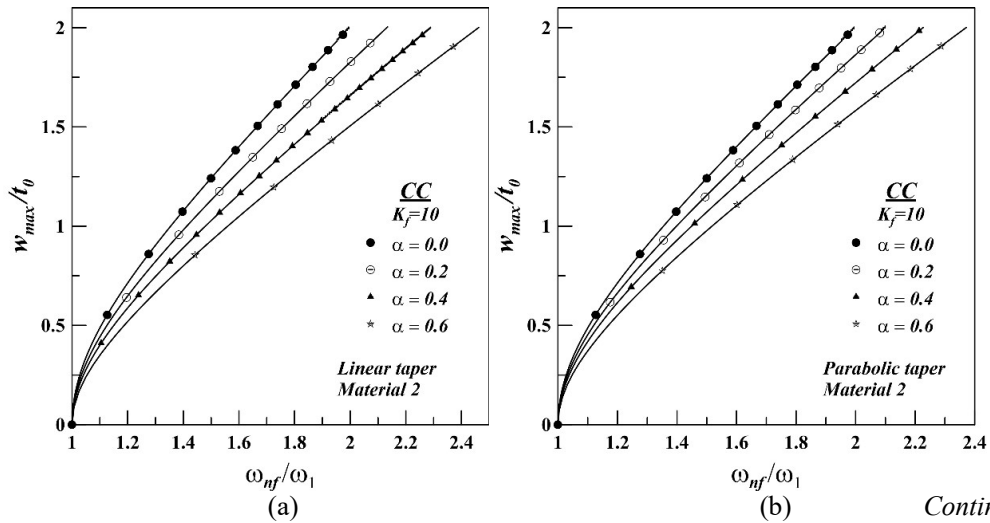 2
1.5
1
0.5
0
w_max/t_0
CC
K_f=10
α = 0.0
α = 0.2
α = 0.4
α = 0.6
Linear taper
Material 2
1 1.2 1.4 1.6 1.8 2 2.2 2.4
ω_nf/ω_1
(a)
2
1.5
1
0.5
0
w_max/t_0
CC
K_f=10
α = 0.0
α = 0.2
α = 0.4
α = 0.6
Parabolic taper
Material 2
1 1.2 1.4 1.6 1.8 2 2.2 2.4
ω_nf/ω_1
(b)